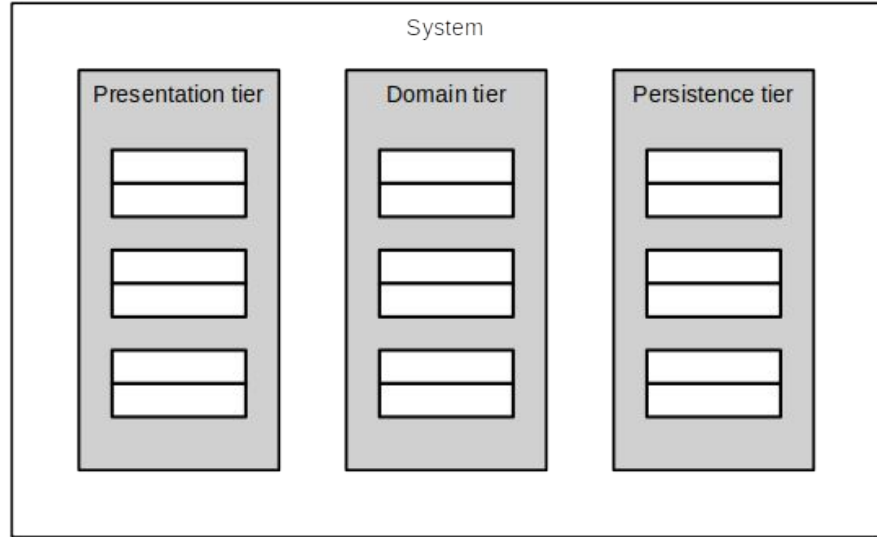 System
Presentation tier
Domain tier
Persistence tier